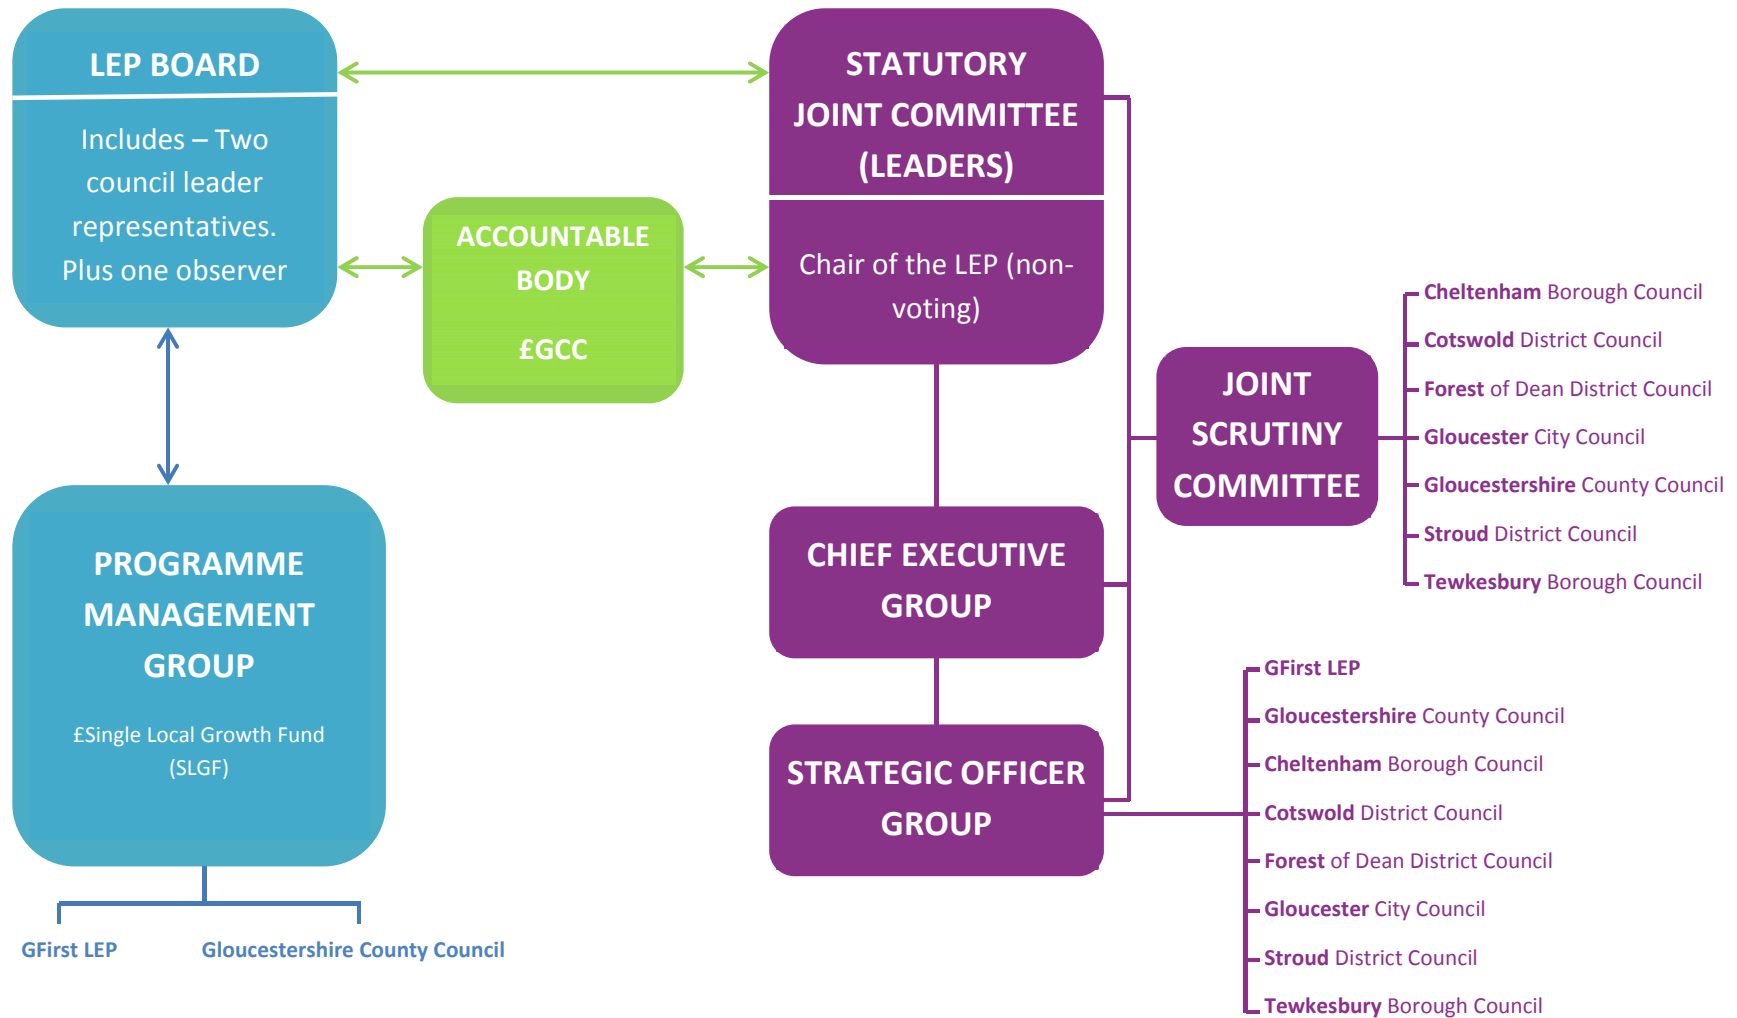 LEP BOARD
Includes – Two
council leader
representatives.
Plus one observer
ACCOUNTABLE
BODY
£GCC
STATUTORY
JOINT COMMITTEE
(LEADERS)
Chair of the LEP (non-
voting)
PROGRAMME
MANAGEMENT
GROUP
£Single Local Growth Fund
(SLGF)
GFirst LEP
Gloucestershire County Council
CHIEF EXECUTIVE
GROUP
STRATEGIC OFFICER
GROUP
JOINT
SCRUTINY
COMMITTEE
Cheltenham Borough Council
Cotswold District Council
Forest of Dean District Council
Gloucester City Council
Gloucestershire County Council
Stroud District Council
Tewkesbury Borough Council
GFirst LEP
Gloucestershire County Council
Cheltenham Borough Council
Cotswold District Council
Forest of Dean District Council
Gloucester City Council
Stroud District Council
Tewkesbury Borough Council